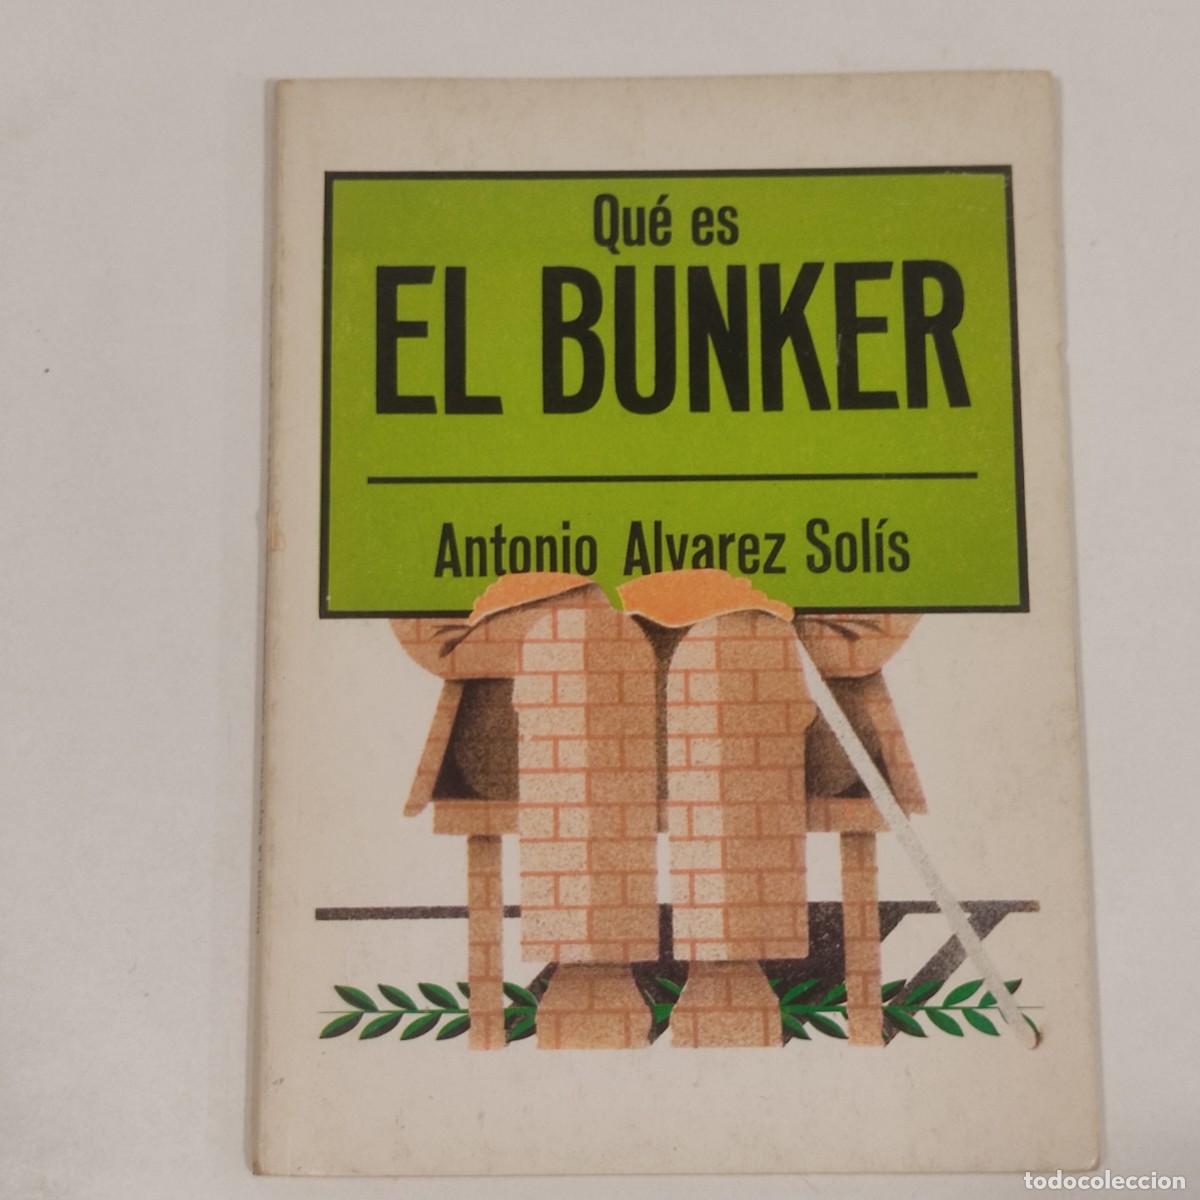 Qué es
EL BUNKER
Antonio Alvarez Solís
todocoleccion